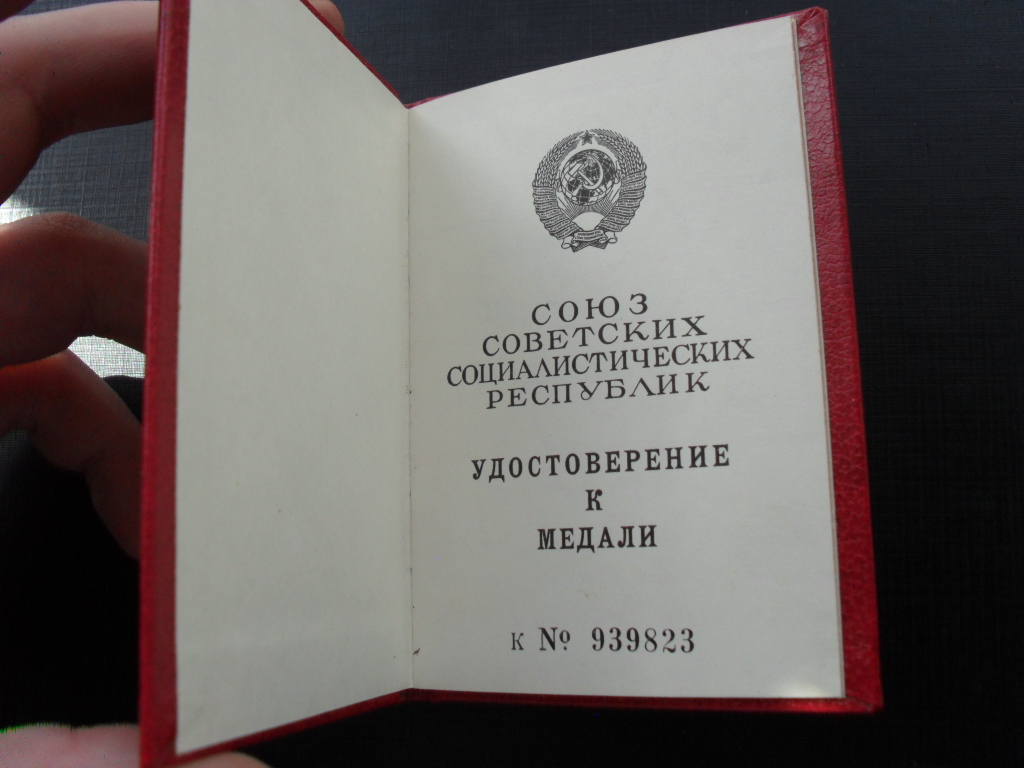 СОЮЗ
СОВЕТСКИХ
СОЦИАЛИСТИЧЕСКИХ
РЕСПУБЛИК
УДОСТОВЕРЕНИЕ
К
МЕДАЛИ
К № 939823